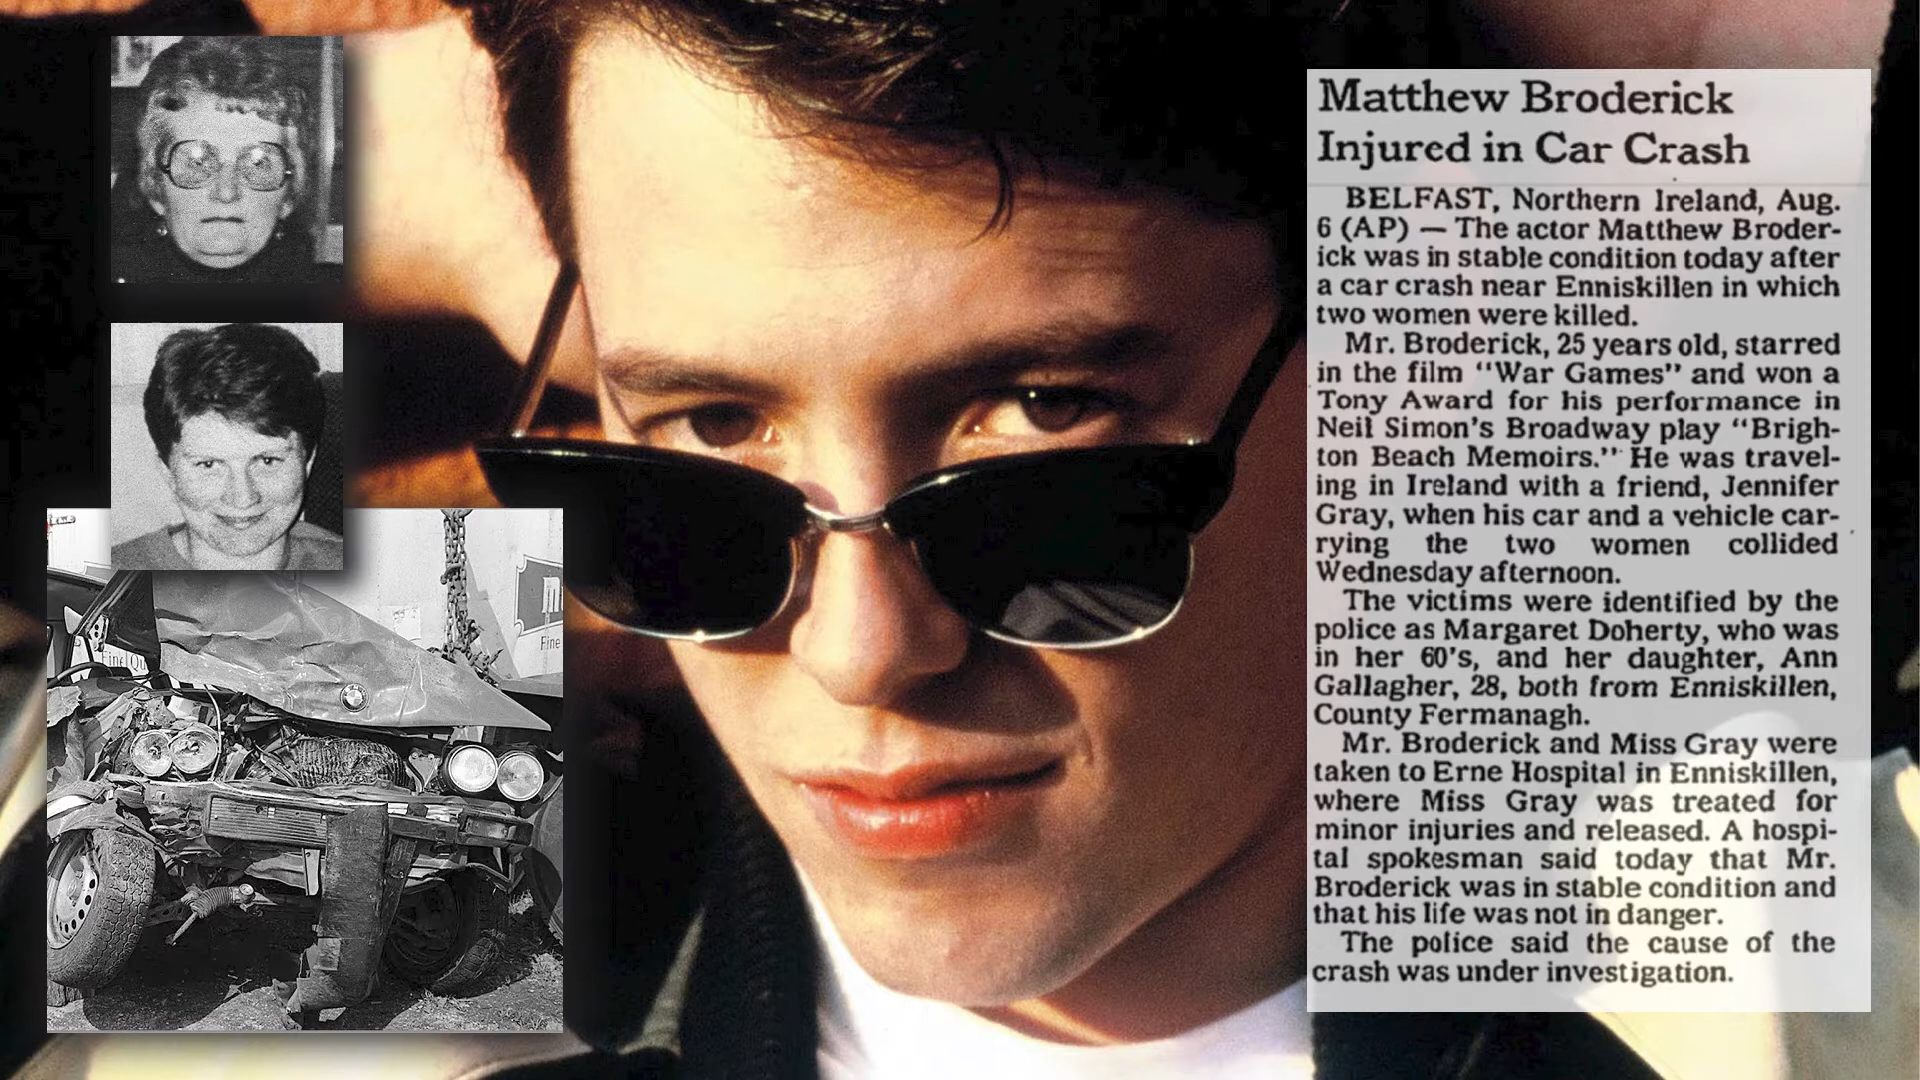 Matthew Broderick
Injured in Car Crash
BELFAST, Northern Ireland, Aug.
6 (AP) — The actor Matthew Broder-
ick was in stable condition today after
a car crash near Enniskillen in which
two women were killed.
Mr. Broderick, 25 years old, starred
in the film “War Games” and won a
Tony Award for his performance in
Neil Simon’s Broadway play “Brigh-
ton Beach Memoirs.” He was travel-
ing in Ireland with a friend, Jennifer
Gray, when his car and a vehicle car-
rying the two women collided
Wednesday afternoon.
The victims were identified by the
police as Margaret Doherty, who was
in her 60’s, and her daughter, Ann
Gallagher, 28, both from Enniskillen,
County Fermanagh.
Mr. Broderick and Miss Gray were
taken to Erne Hospital in Enniskillen,
where Miss Gray was treated for
minor injuries and released. A hospi-
tal spokesman said today that Mr.
Broderick was in stable condition and
that his life was not in danger.
The police said the cause of the
crash was under investigation.
Fine
Fine Qu